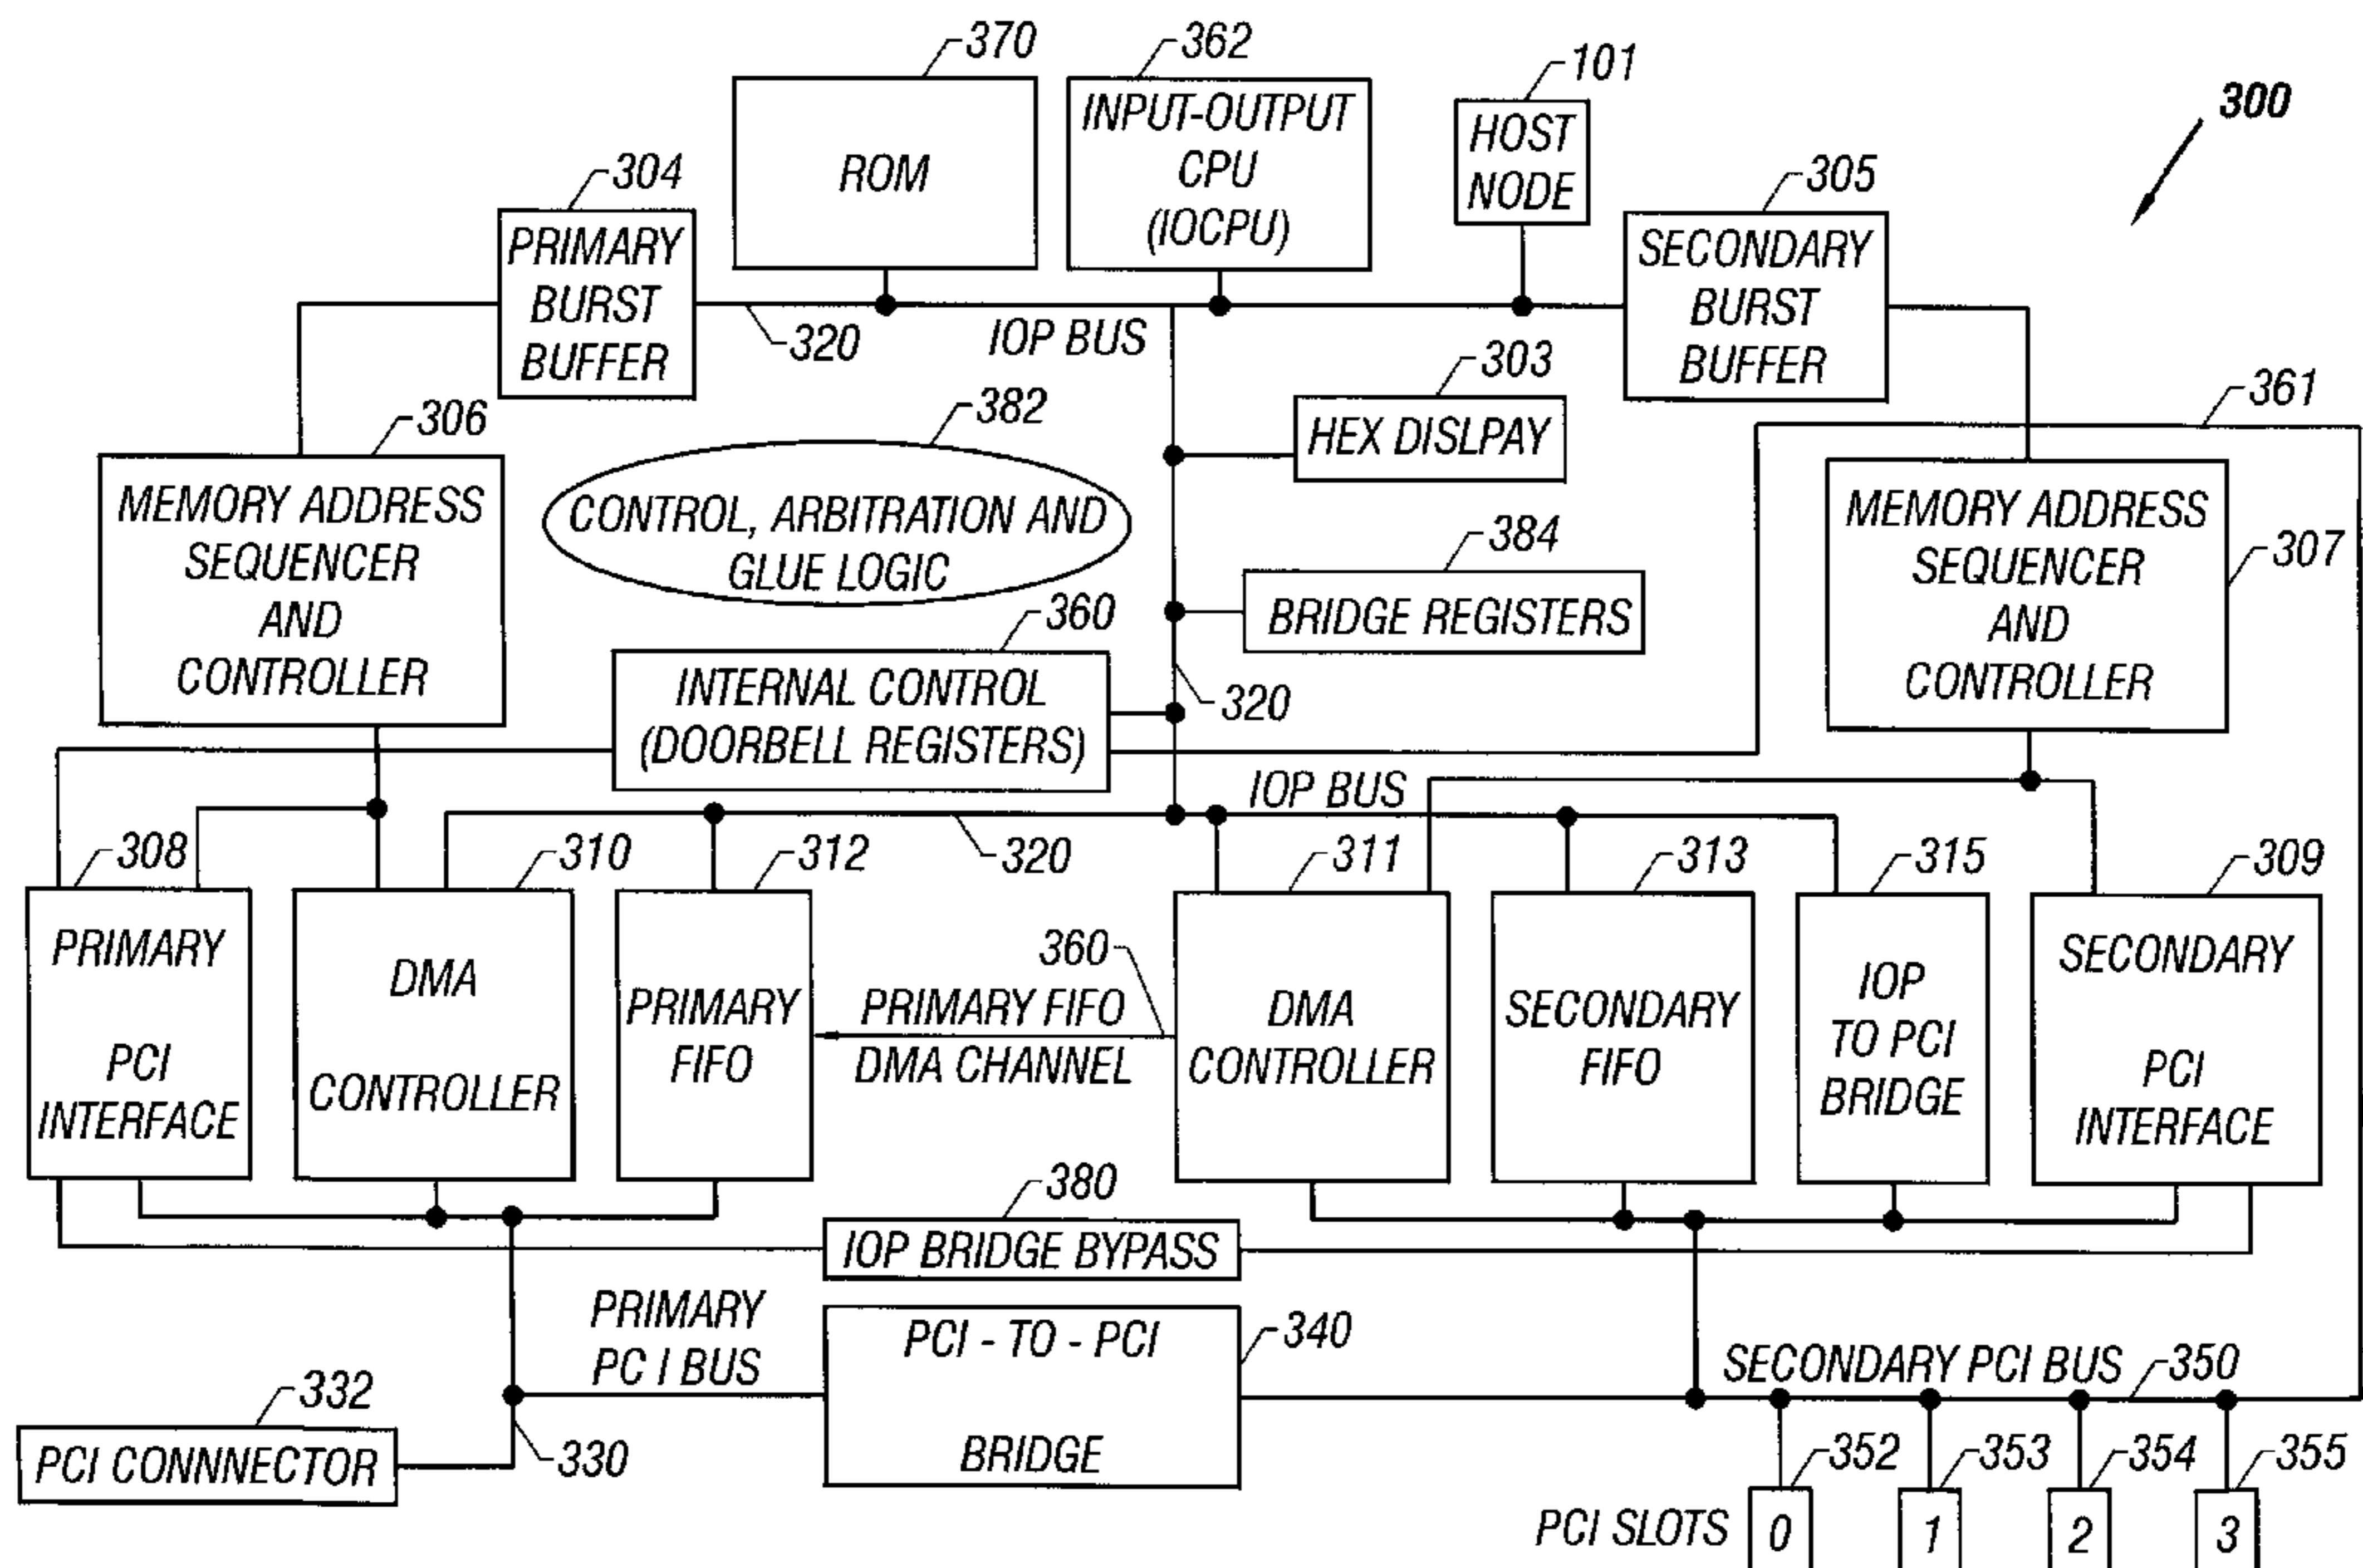 370
362
101
300
ROM
INPUT-OUTPUT
CPU
(IOCPU)
HOST
NODE
304
PRIMARY
BURST
BUFFER
305
SECONDARY
BURST
BUFFER
320
IOP BUS
303
HEX DISLPAY
361
306
MEMORY ADDRESS
SEQUENCER
AND
CONTROLLER
382
CONTROL, ARBITRATION AND
GLUE LOGIC
384
BRIDGE REGISTERS
307
MEMORY ADDRESS
SEQUENCER
AND
CONTROLLER
360
INTERNAL CONTROL
(DOORBELL REGISTERS)
320
IOP BUS
320
308
PRIMARY
PCI
INTERFACE
310
DMA
CONTROLLER
312
PRIMARY
FIFO
360
PRIMARY FIFO
DMA CHANNEL
311
DMA
CONTROLLER
313
SECONDARY
FIFO
315
IOP
TO PCI
BRIDGE
309
SECONDARY
PCI
INTERFACE
380
IOP BRIDGE BYPASS
PRIMARY
PC I BUS
PCI - TO - PCI
BRIDGE
340
SECONDARY PCI BUS
350
332
PCI CONNNECTOR
330
352
353
354
355
PCI SLOTS
0
1
2
3